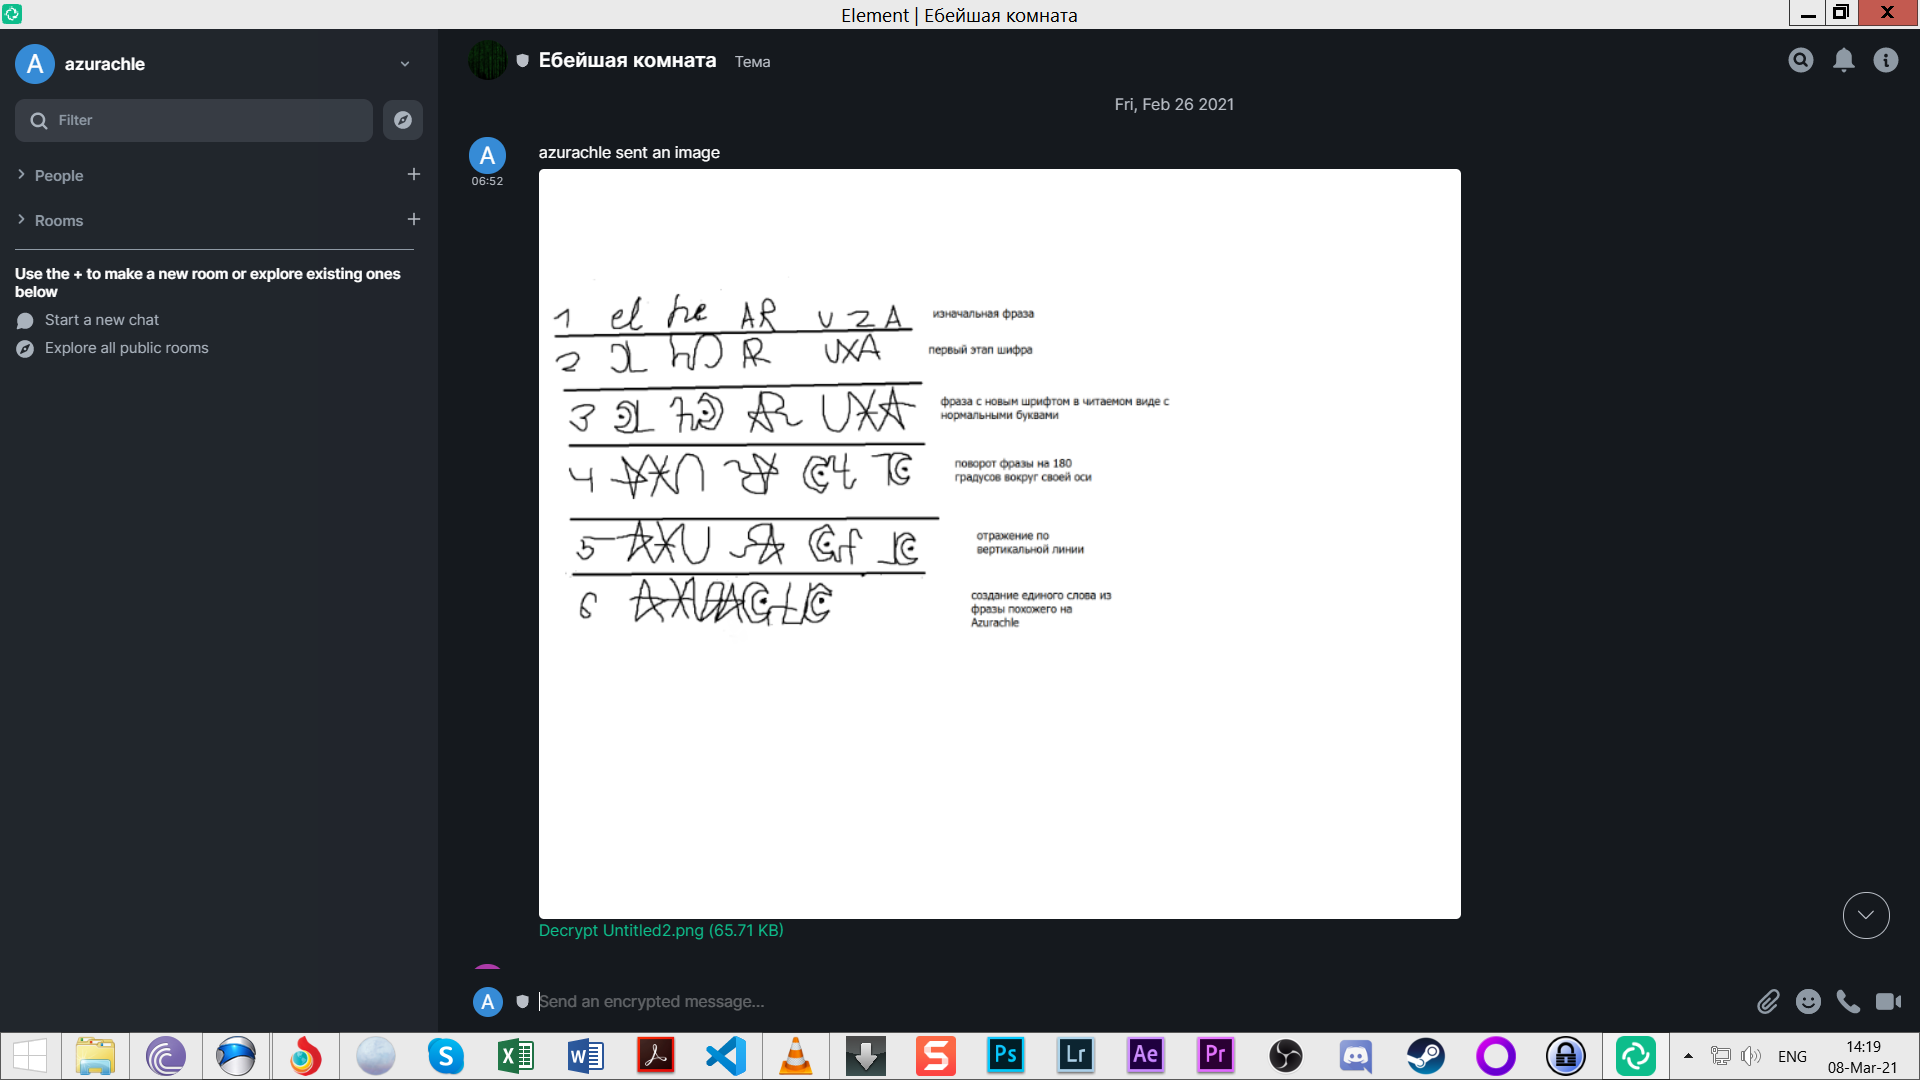 Element | Ебейшая комната
A azurachle
Filter
People
Rooms
Use the + to make a new room or explore existing ones
below
Start a new chat
Explore all public rooms
Ебейшая комната Тема
Fri, Feb 26 2021
A azurachle sent an image
06:52
1 el he AR UZA изначальная фраза
2 первый этап шифра
3 фраза с новым шрифтом в читаемом виде с
нормальными буквами
4 поворот фразы на 180
градусов вокруг своей оси
5 отражение по
вертикальной линии
6 создание единого слова из
фразы похожего на
Azurachle
Decrypt Untitled2.png (65.71 KB)
A Send an encrypted message...
S X W S Ps Lr Ae Pr ENG 14:19
08-Mar-21